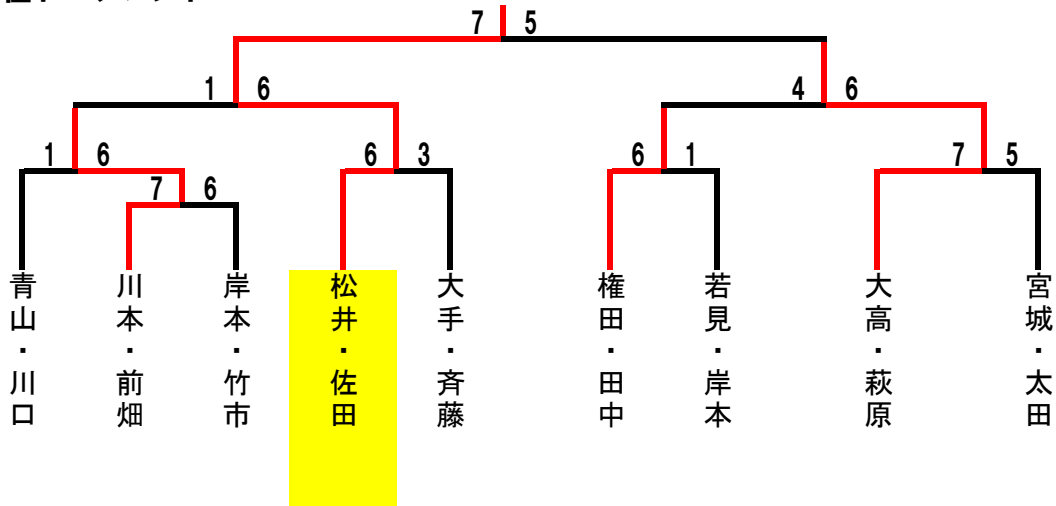 7 5
1 6
4 6
1 6
6 3
6 1
7 5
7 6
青山・川口
川本・前畑
岸本・竹市
松井・佐田
大手・斉藤
権田・田中
若見・岸本
大高・萩原
宮城・太田